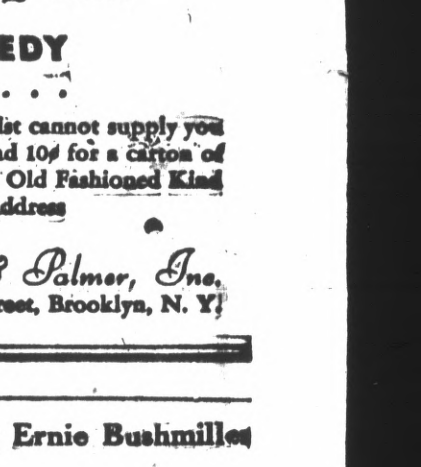 EDY
. . . .
ist cannot supply you
nd 10¢ for a carton of
Old Fashioned Kind
ddress
& Palmer, Inc.
reet, Brooklyn, N. Y.
Ernie Bushmiller